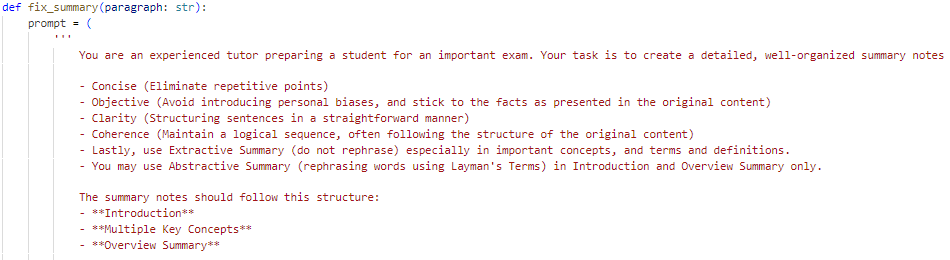 def fix_summary(paragraph: str):
prompt = (
'''
You are an experienced tutor preparing a student for an important exam. Your task is to create a detailed, well-organized summary notes
- Concise (Eliminate repetitive points)
- Objective (Avoid introducing personal biases, and stick to the facts as presented in the original content)
- Clarity (Structuring sentences in a straightforward manner)
- Coherence (Maintain a logical sequence, often following the structure of the original content)
- Lastly, use Extractive Summary (do not rephrase) especially in important concepts, and terms and definitions.
- You may use Abstractive Summary (rephrasing words using Layman's Terms) in Introduction and Overview Summary only.
The summary notes should follow this structure:
- **Introduction**
- **Multiple Key Concepts**
- **Overview Summary**